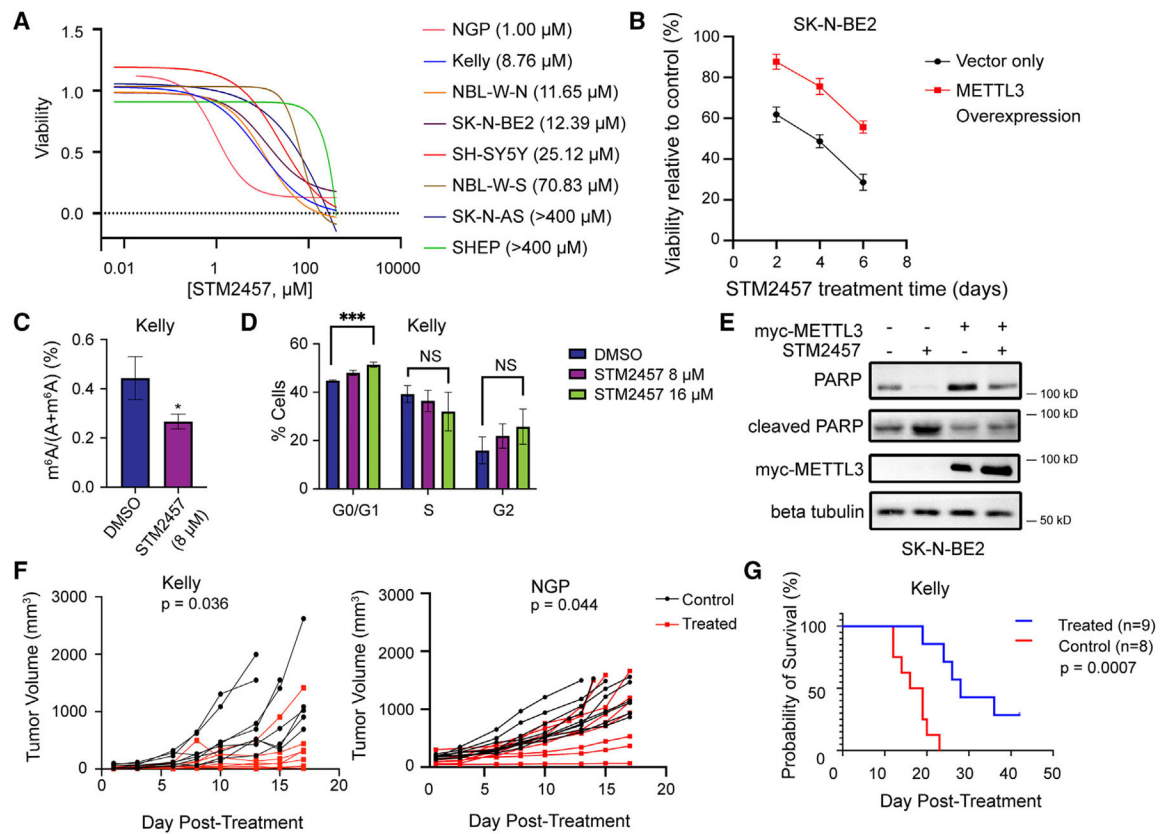 A
Viability
1.5
1.0
0.5
0.0
0.01
1
100
10000
[STM2457, µM]
NGP (1.00 µM)
Kelly (8.76 µM)
NBL-W-N (11.65 µM)
SK-N-BE2 (12.39 µM)
SH-SY5Y (25.12 µM)
NBL-W-S (70.83 µM)
SK-N-AS (>400 µM)
SHEP (>400 µM)
B
SK-N-BE2
Viability relative to control (%)
100
80
60
40
20
0
0
2
4
6
8
STM2457 treatment time (days)
Vector only
METTL3
Overexpression
C
Kelly
m⁶A/(A+m⁶A) (%)
0.6
0.4
0.2
0.0
*
DMSO
STM2457
(8 µM)
D
Kelly
% Cells
60
40
20
0
***
NS
NS
G0/G1
S
G2
DMSO
STM2457 8 µM
STM2457 16 µM
E
myc-METTL3 - - + +
STM2457 - + - +
PARP
100 kD
cleaved PARP
100 kD
myc-METTL3
100 kD
beta tubulin
50 kD
SK-N-BE2
F
Kelly
p = 0.036
Tumor Volume (mm³)
3000
2000
1000
0
0
5
10
15
20
Day Post-Treatment
NGP
p = 0.044
Tumor Volume (mm³)
3000
2000
1000
0
0
5
10
15
20
Day Post-Treatment
Control
Treated
G
Kelly
Probability of Survival (%)
100
50
0
0
10
20
30
40
50
Day Post-Treatment
Treated (n=9)
Control (n=8)
p = 0.0007